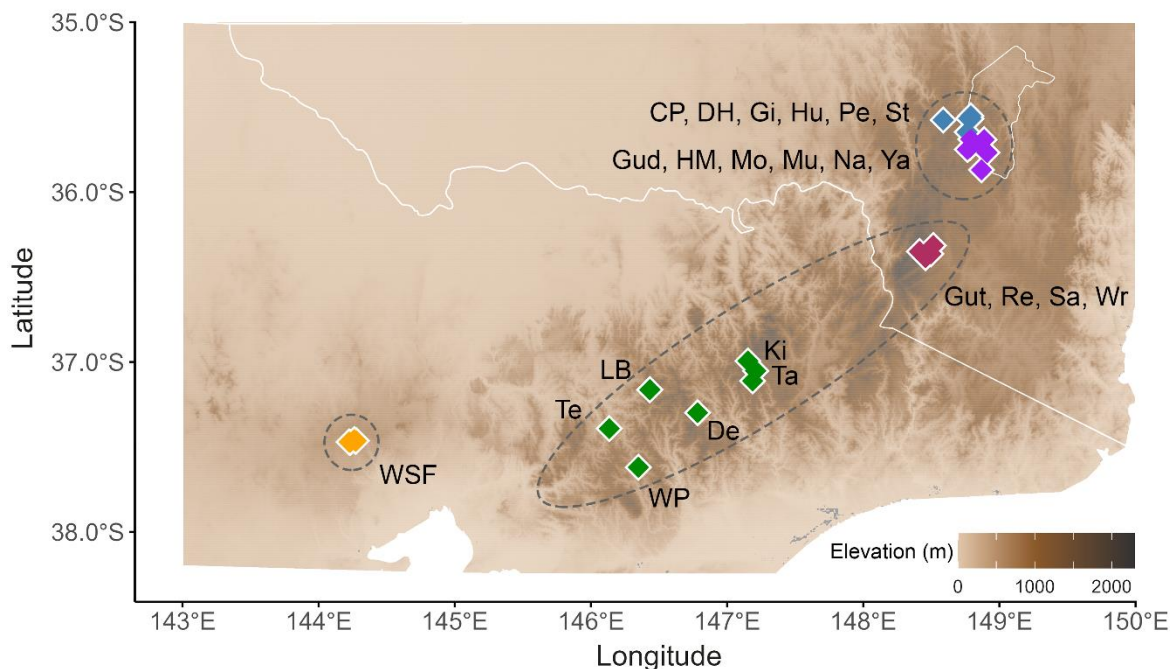 35.0°S
CP, DH, Gi, Hu, Pe, St
Gud, HM, Mo, Mu, Na, Ya
36.0°S
Gut, Re, Sa, Wr
Latitude
37.0°S
Ki
LB
Ta
Te
De
WSF
WP
38.0°S
Elevation (m)
0 1000 2000
143°E 144°E 145°E 146°E 147°E 148°E 149°E 150°E
Longitude